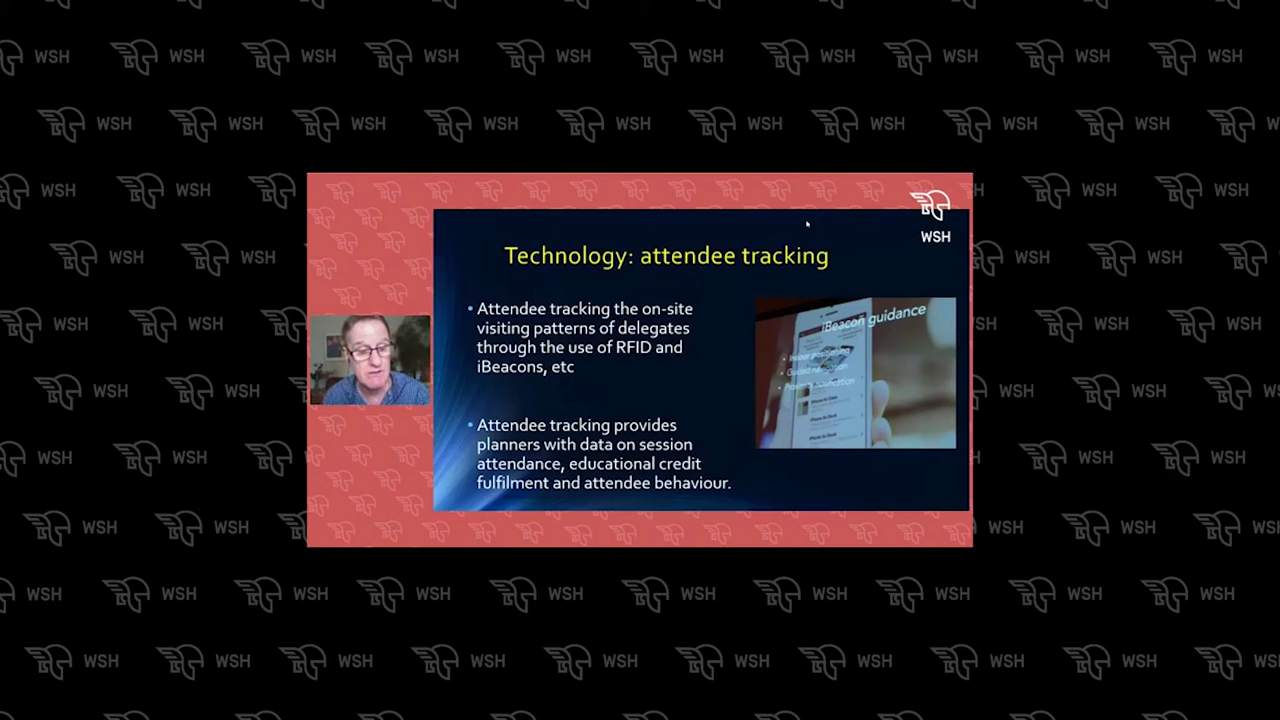 WSH
Technology: attendee tracking
• Attendee tracking the on-site
visiting patterns of delegates
through the use of RFID and
iBeacons, etc
• Attendee tracking provides
planners with data on session
attendance, educational credit
fulfilment and attendee behaviour.
iBeacon guidance
• Indoor positioning